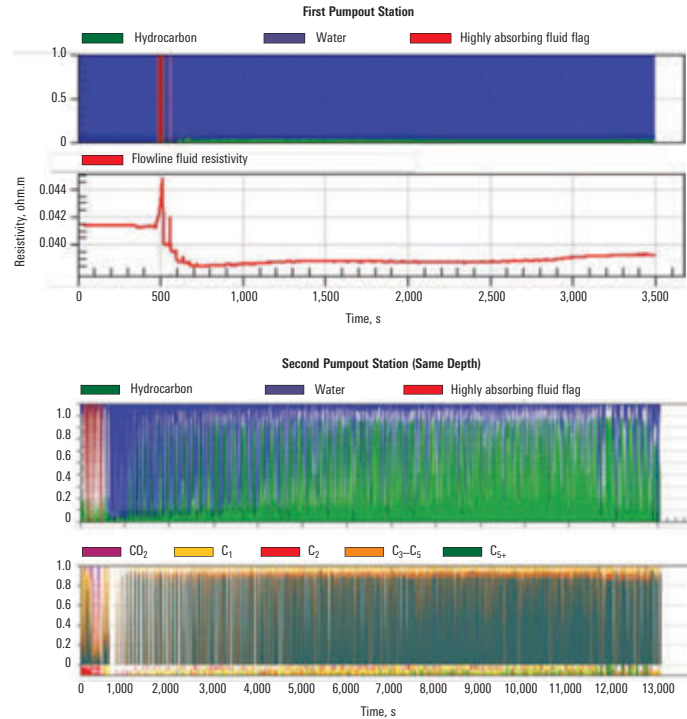 First Pumpout Station
Hydrocarbon Water Highly absorbing fluid flag
1.0
0.5
0
Flowline fluid resistivity
0.044
0.042
0.040
Resistivity, ohm.m
0 500 1,000 1,500 2,000 2,500 3,000 3,500
Time, s
Second Pumpout Station (Same Depth)
Hydrocarbon Water Highly absorbing fluid flag
1.0
0.8
0.6
0.4
0.2
0
CO2 C1 C2 C3–C5 C5+
1.0
0.8
0.6
0.4
0.2
0
0 1,000 2,000 3,000 4,000 5,000 6,000 7,000 8,000 9,000 10,000 11,000 12,000 13,000
Time, s